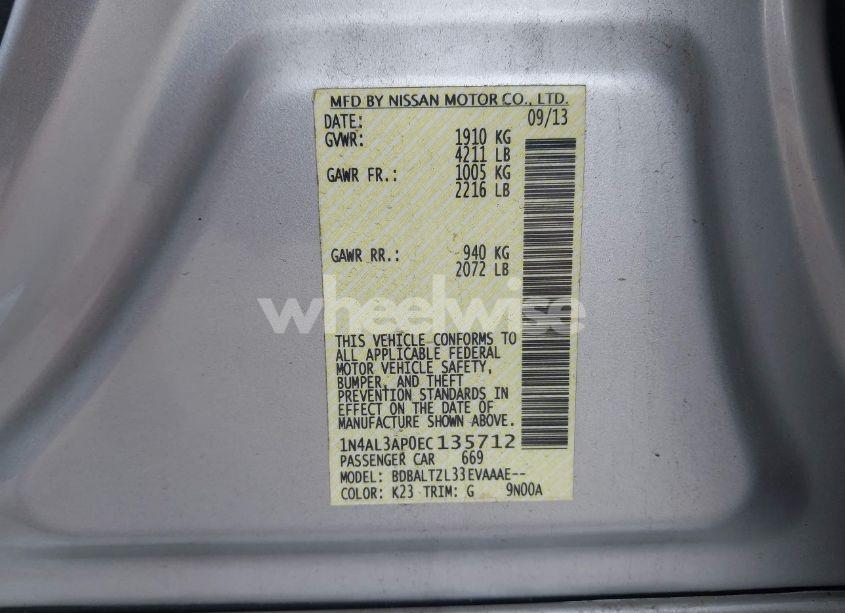 MFD BY NISSAN MOTOR CO., LTD.
DATE: 09/13
GVWR: 1910 KG
4211 LB
GAWR FR.: 1005 KG
2216 LB
GAWR RR.: 940 KG
2072 LB
wheelwise
THIS VEHICLE CONFORMS TO
ALL APPLICABLE FEDERAL
MOTOR VEHICLE SAFETY,
BUMPER, AND THEFT
PREVENTION STANDARDS IN
EFFECT ON THE DATE OF
MANUFACTURE SHOWN ABOVE.
1N4AL3AP0EC135712
PASSENGER CAR 669
MODEL: BDBALTZL33EVAAAE--
COLOR: K23 TRIM: G 9N00A